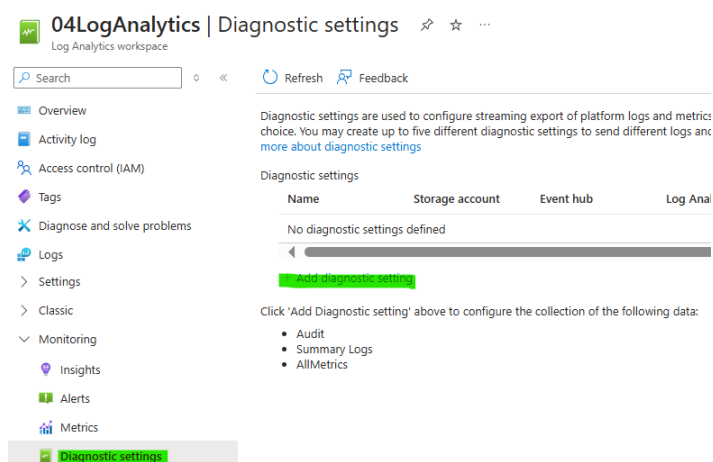 04LogAnalytics | Diagnostic settings
Log Analytics workspace
Search
Refresh
Feedback
Overview
Activity log
Access control (IAM)
Tags
Diagnose and solve problems
Logs
Settings
Classic
Monitoring
Insights
Alerts
Metrics
Diagnostic settings
Diagnostic settings are used to configure streaming export of platform logs and metrics
choice. You may create up to five different diagnostic settings to send different logs and
more about diagnostic settings
Diagnostic settings
Name Storage account Event hub Log Anal
No diagnostic settings defined
+ Add diagnostic setting
Click 'Add Diagnostic setting' above to configure the collection of the following data:
• Audit
• Summary Logs
• AllMetrics